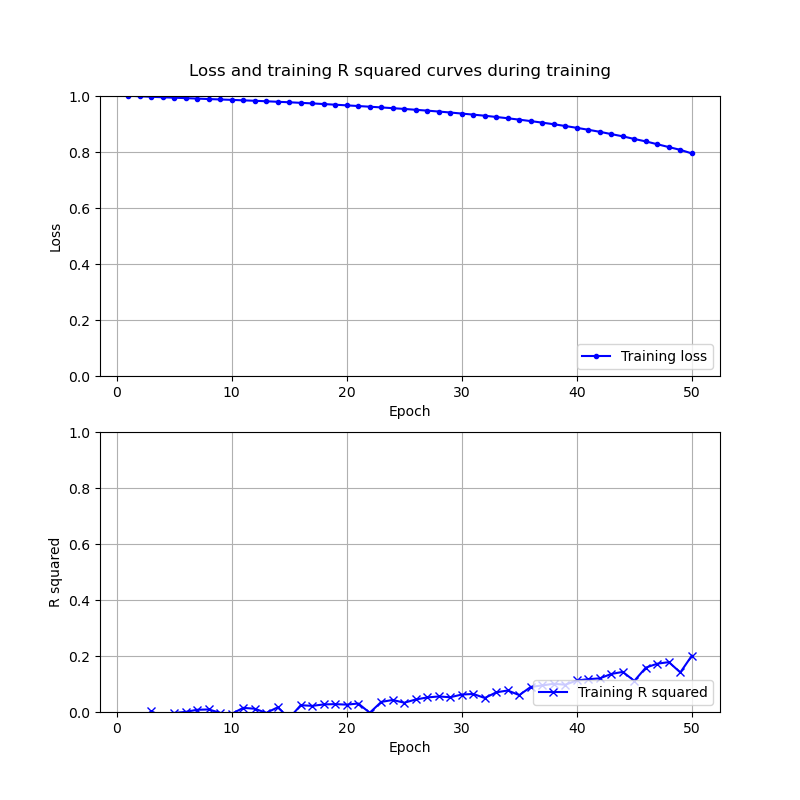 Loss and training R squared curves during training
1.0
0.8
0.6
0.4
0.2
0.0
Loss
Training loss
0 10 20 30 40 50
Epoch
1.0
0.8
0.6
0.4
0.2
0.0
R squared
Training R squared
0 10 20 30 40 50
Epoch